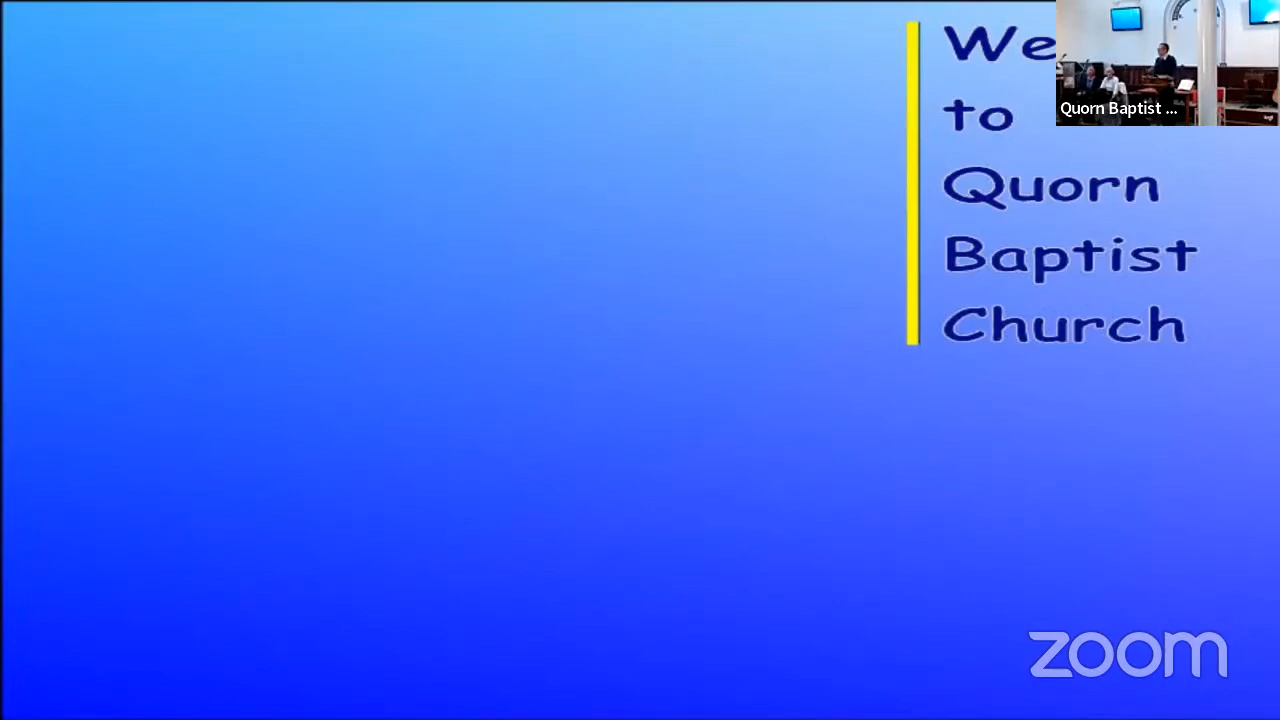 We
to
Quorn
Baptist
Church
Quorn Baptist ...
zoom